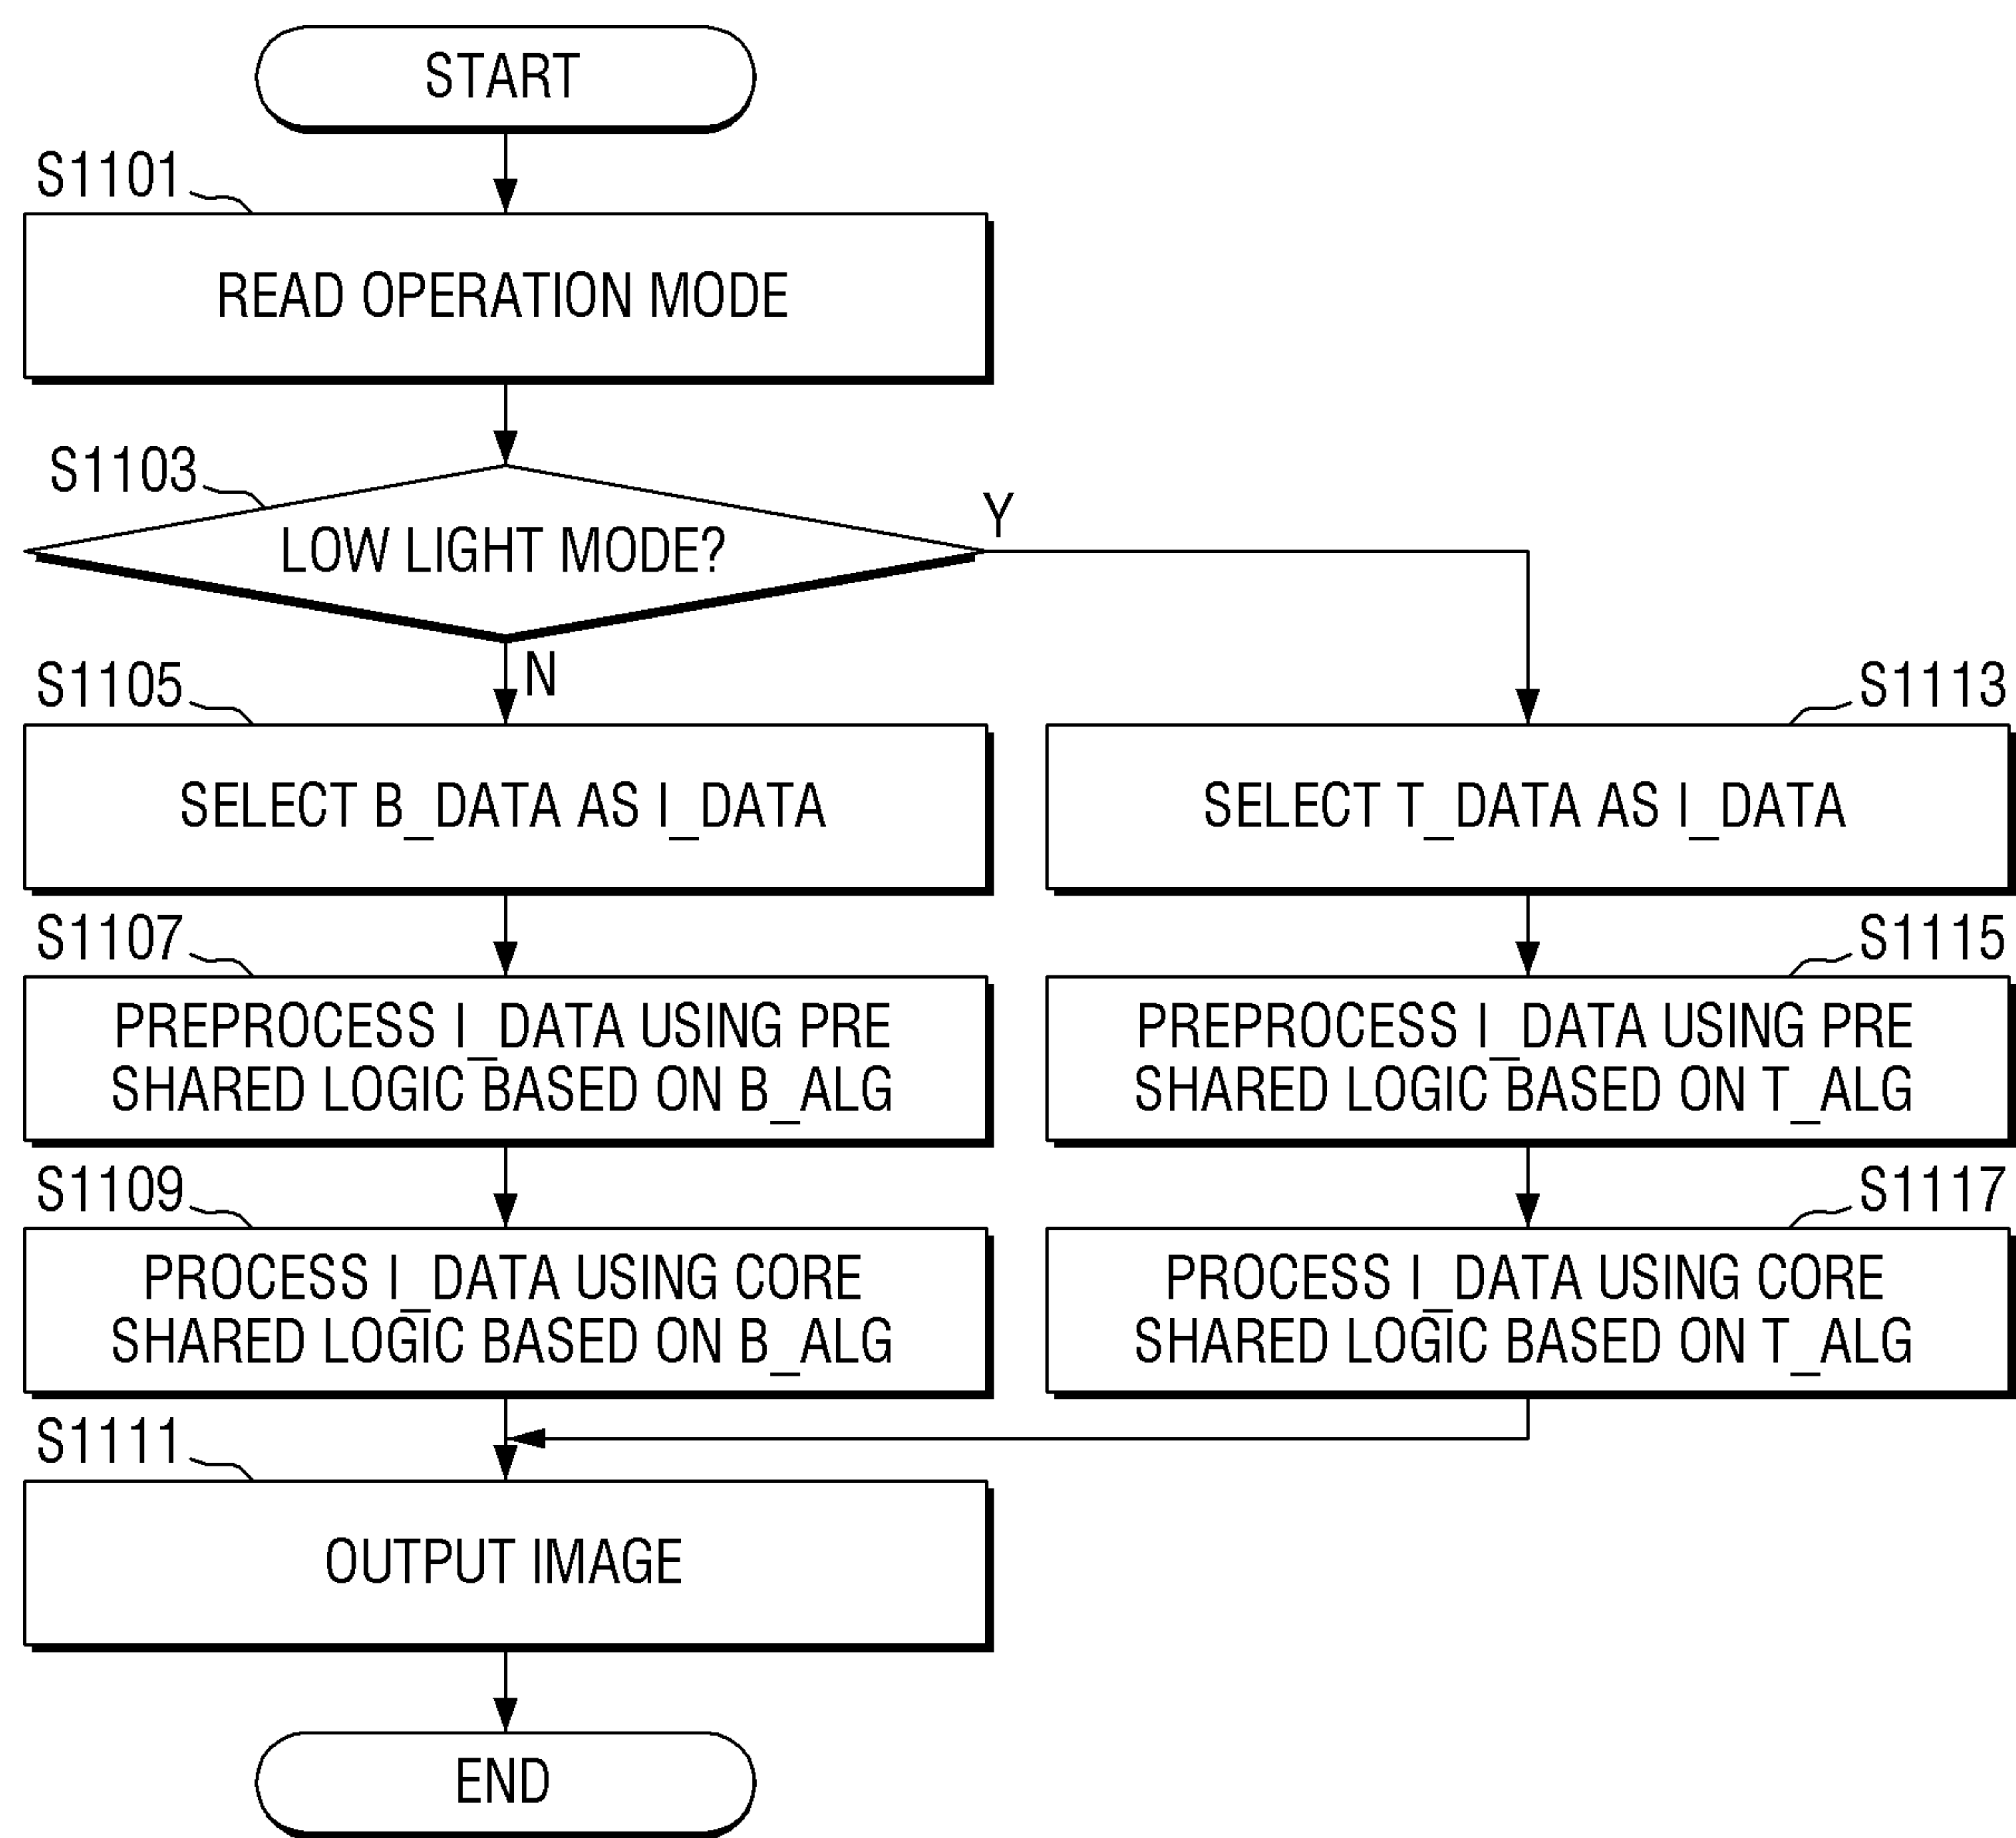 START
S1101
READ OPERATION MODE
S1103
LOW LIGHT MODE?
Y
N
S1105
SELECT B_DATA AS I_DATA
S1107
PREPROCESS I_DATA USING PRE
SHARED LOGIC BASED ON B_ALG
S1109
PROCESS I_DATA USING CORE
SHARED LOGIC BASED ON B_ALG
S1113
SELECT T_DATA AS I_DATA
S1115
PREPROCESS I_DATA USING PRE
SHARED LOGIC BASED ON T_ALG
S1117
PROCESS I_DATA USING CORE
SHARED LOGIC BASED ON T_ALG
S1111
OUTPUT IMAGE
END